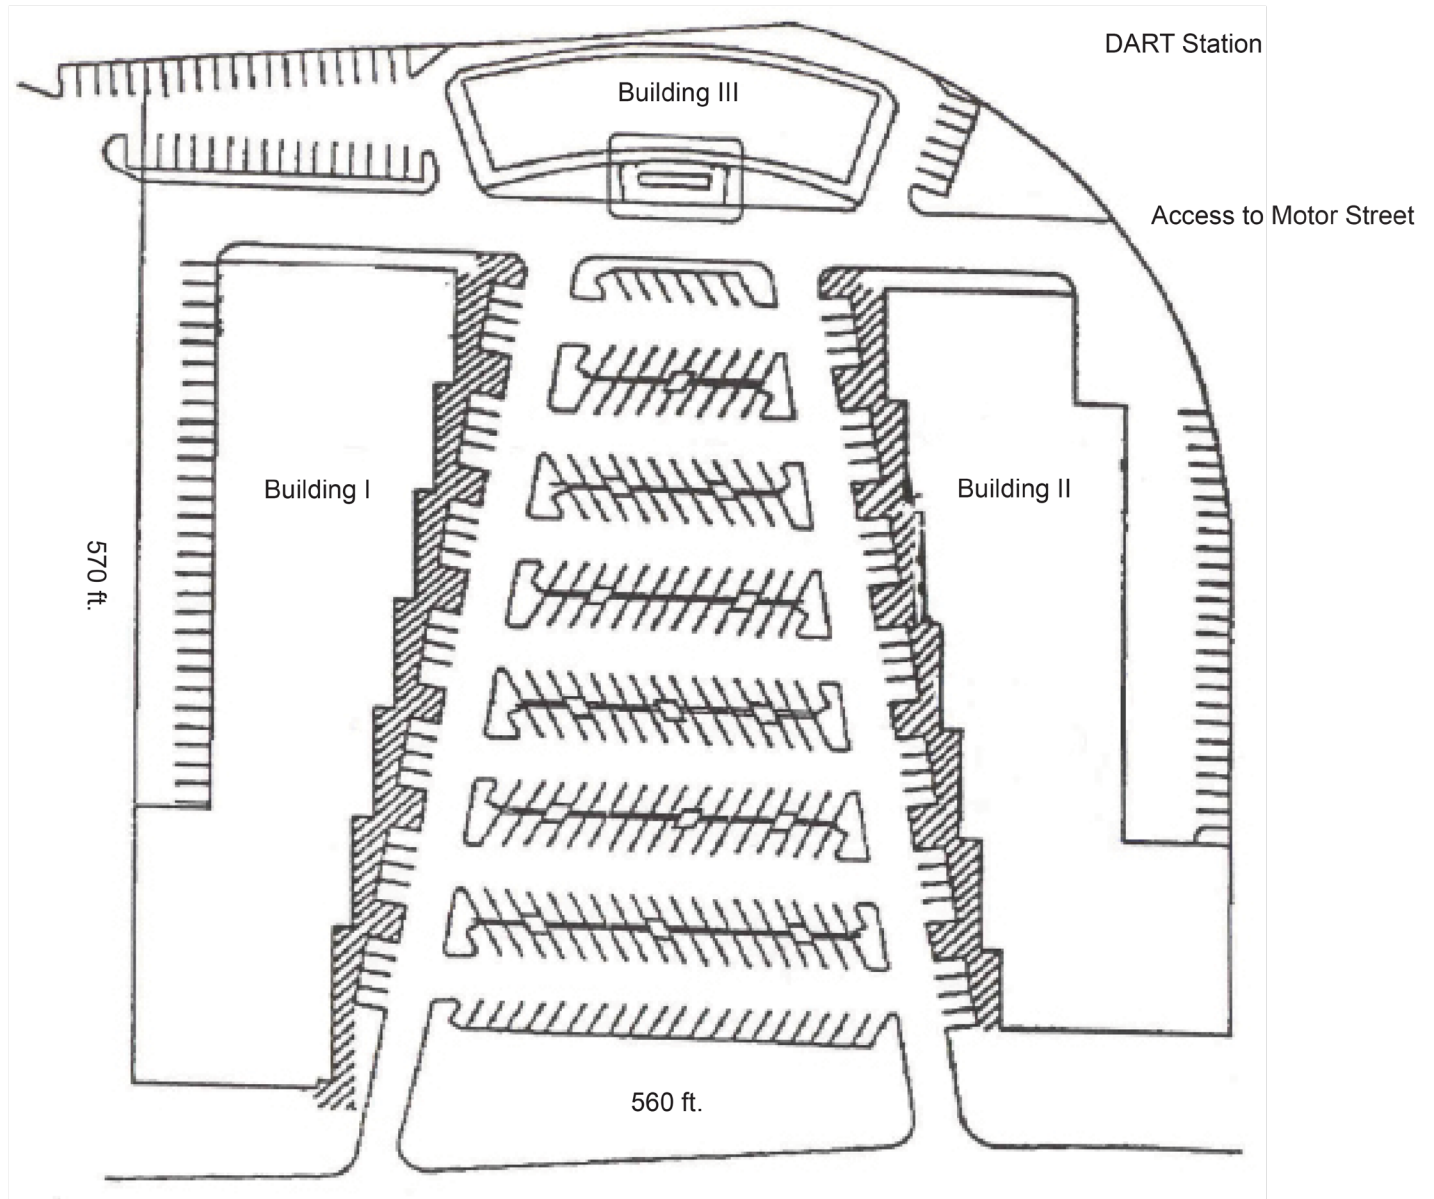 DART Station
Building III
Access to Motor Street
Building I
Building II
570 ft.
560 ft.